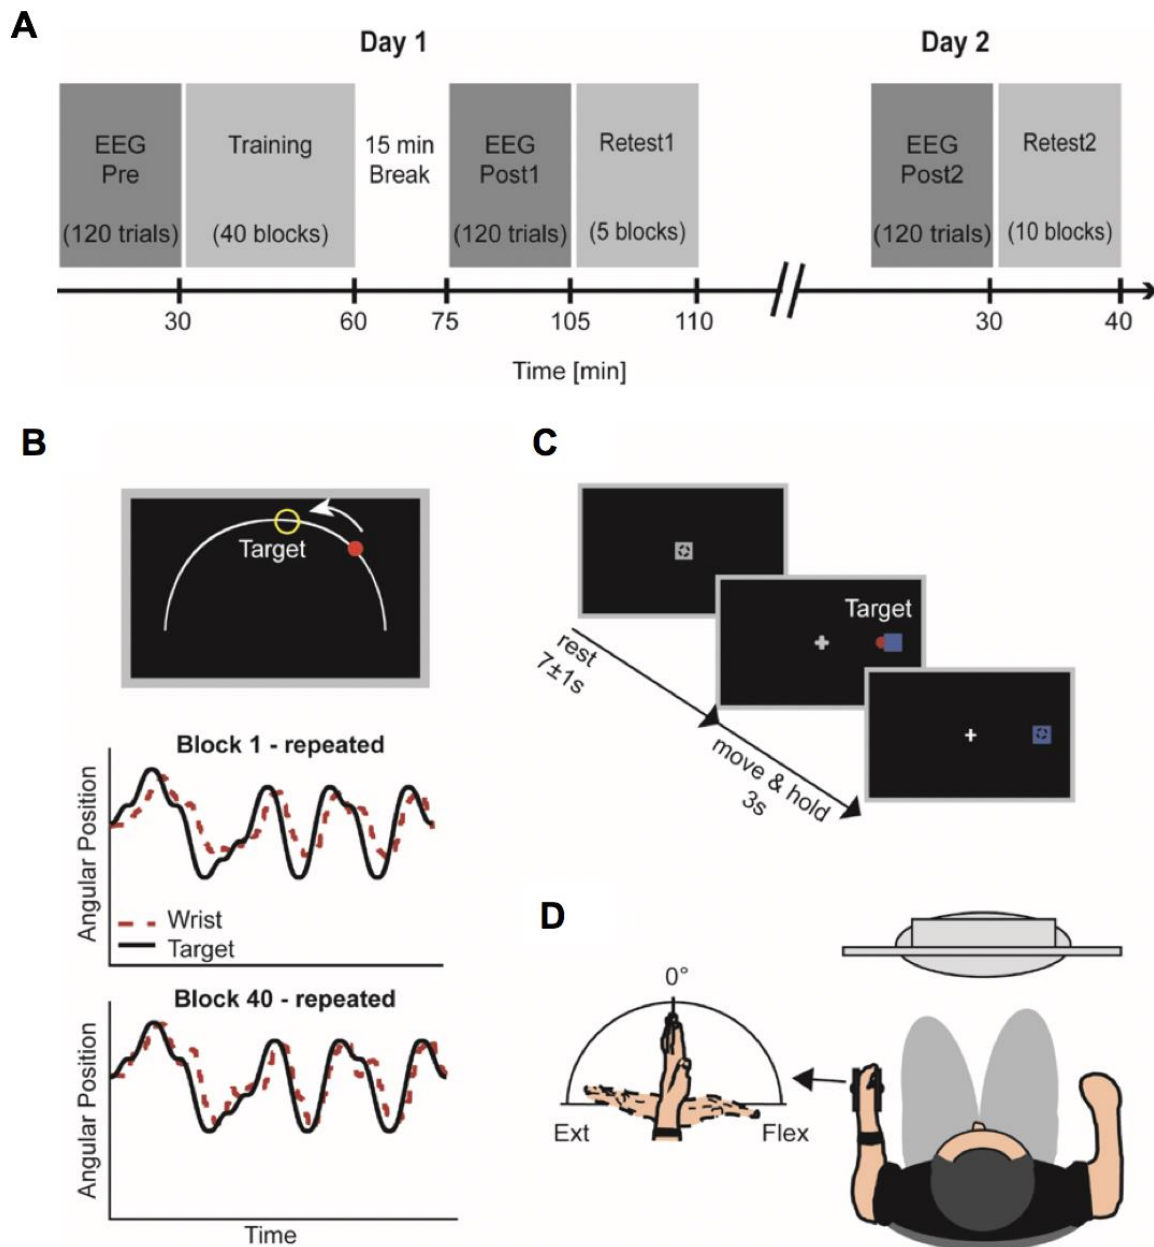 A
Day 1
Day 2
EEG
Pre
(120 trials)
Training
(40 blocks)
15 min
Break
EEG
Post1
(120 trials)
Retest1
(5 blocks)
EEG
Post2
(120 trials)
Retest2
(10 blocks)
30
60
75
105
110
30
40
Time [min]
B
Target
Block 1 - repeated
Angular Position
Wrist
Target
Block 40 - repeated
Angular Position
Time
C
Target
rest
7±1s
move & hold
3s
D
0°
Ext
Flex